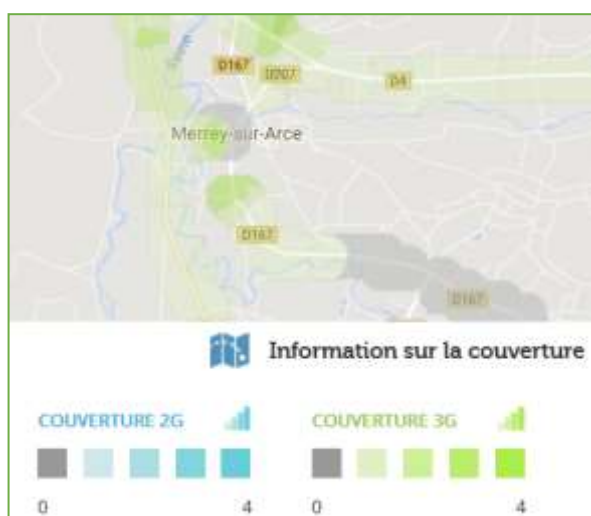 D167
D207
D4
Merrey-sur-Arce
D167
D167
Information sur la couverture
COUVERTURE 2G
COUVERTURE 3G
0 4 0 4